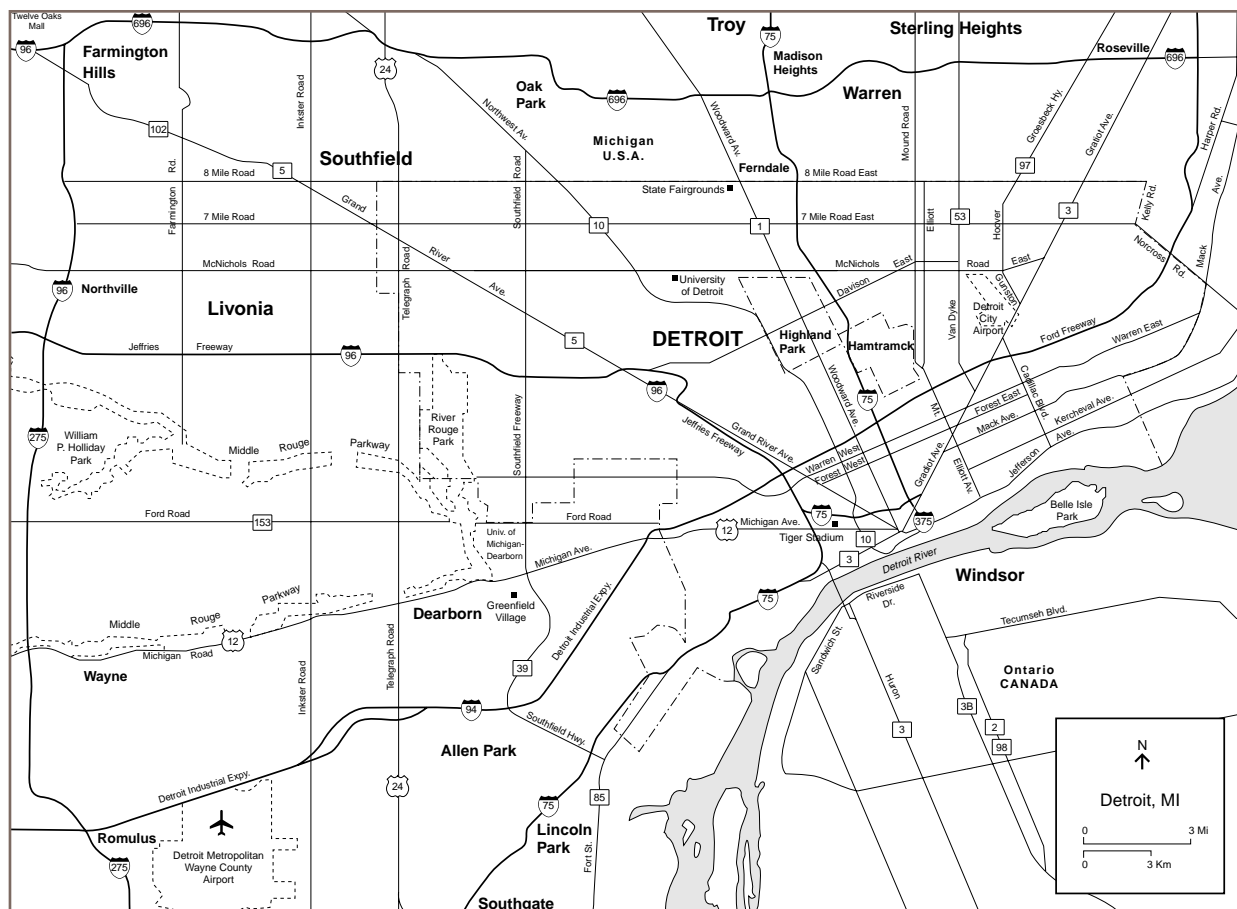 Twelve Oaks
Mall
696
96
Farmington
Hills
Troy
75
Madison
Heights
Sterling Heights
Roseville
696
24
Inkster Road
Oak
Park
Northwest Av.
696
Woodward Av.
Warren
Mound Road
Groesbeck Hy.
Gratiot Ave.
Harper Rd.
102
Rd.
Farmington
5
Southfield
Michigan
U.S.A.
Ferndale
97
8 Mile Road
Southfield Road
State Fairgrounds
8 Mile Road East
Kelly Rd.
Ave.
Mack
7 Mile Road
Grand
River
Ave.
10
1
7 Mile Road East
Elliott
53
Hoover
3
Norcross Rd.
McNichols Road
Telegraph Road
University
of Detroit
McNichols
Road
Davison
East
East
Gunston
96
Northville
Livonia
Detroit
City
Airport
Van Dyke
Ford Freeway
Warren East
DETROIT
Highland
Park
Hamtramck
5
Jeffries Freeway
96
96
75
Woodward Ave.
Mt.
Elliott Av.
Cadillac Blvd.
Forest East
Mack Ave.
Kercheval Ave.
Jefferson
Ave.
River
Rouge
Park
Southfield Freeway
Grand River Ave.
Jeffries Freeway
Warren West
Forest West
Gradiot Ave.
275
William
P. Holliday
Park
Middle Rouge Parkway
Belle Isle
Park
Ford Road
153
Ford Road
12
Michigan Ave.
75
Tiger Stadium
375
10
3
Univ. of
Michigan-
Dearborn
Michigan Ave.
Detroit River
Windsor
Riverside
Dr.
Tecumseh Blvd.
Middle Rouge Parkway
12
Michigan Road
Wayne
Dearborn
Greenfield
Village
Detroit Industrial Expy.
75
Sandwich St.
Huron
Ontario
CANADA
Inkster Road
Telegraph Road
39
94
Southfield Hwy.
Allen Park
3B
3
2
98
Detroit Industrial Expy.
24
75
85
Fort St.
Romulus
275
Detroit Metropolitan
Wayne County
Airport
Lincoln
Park
Southgate
N
Detroit, MI
0 3 Mi
0 3 Km